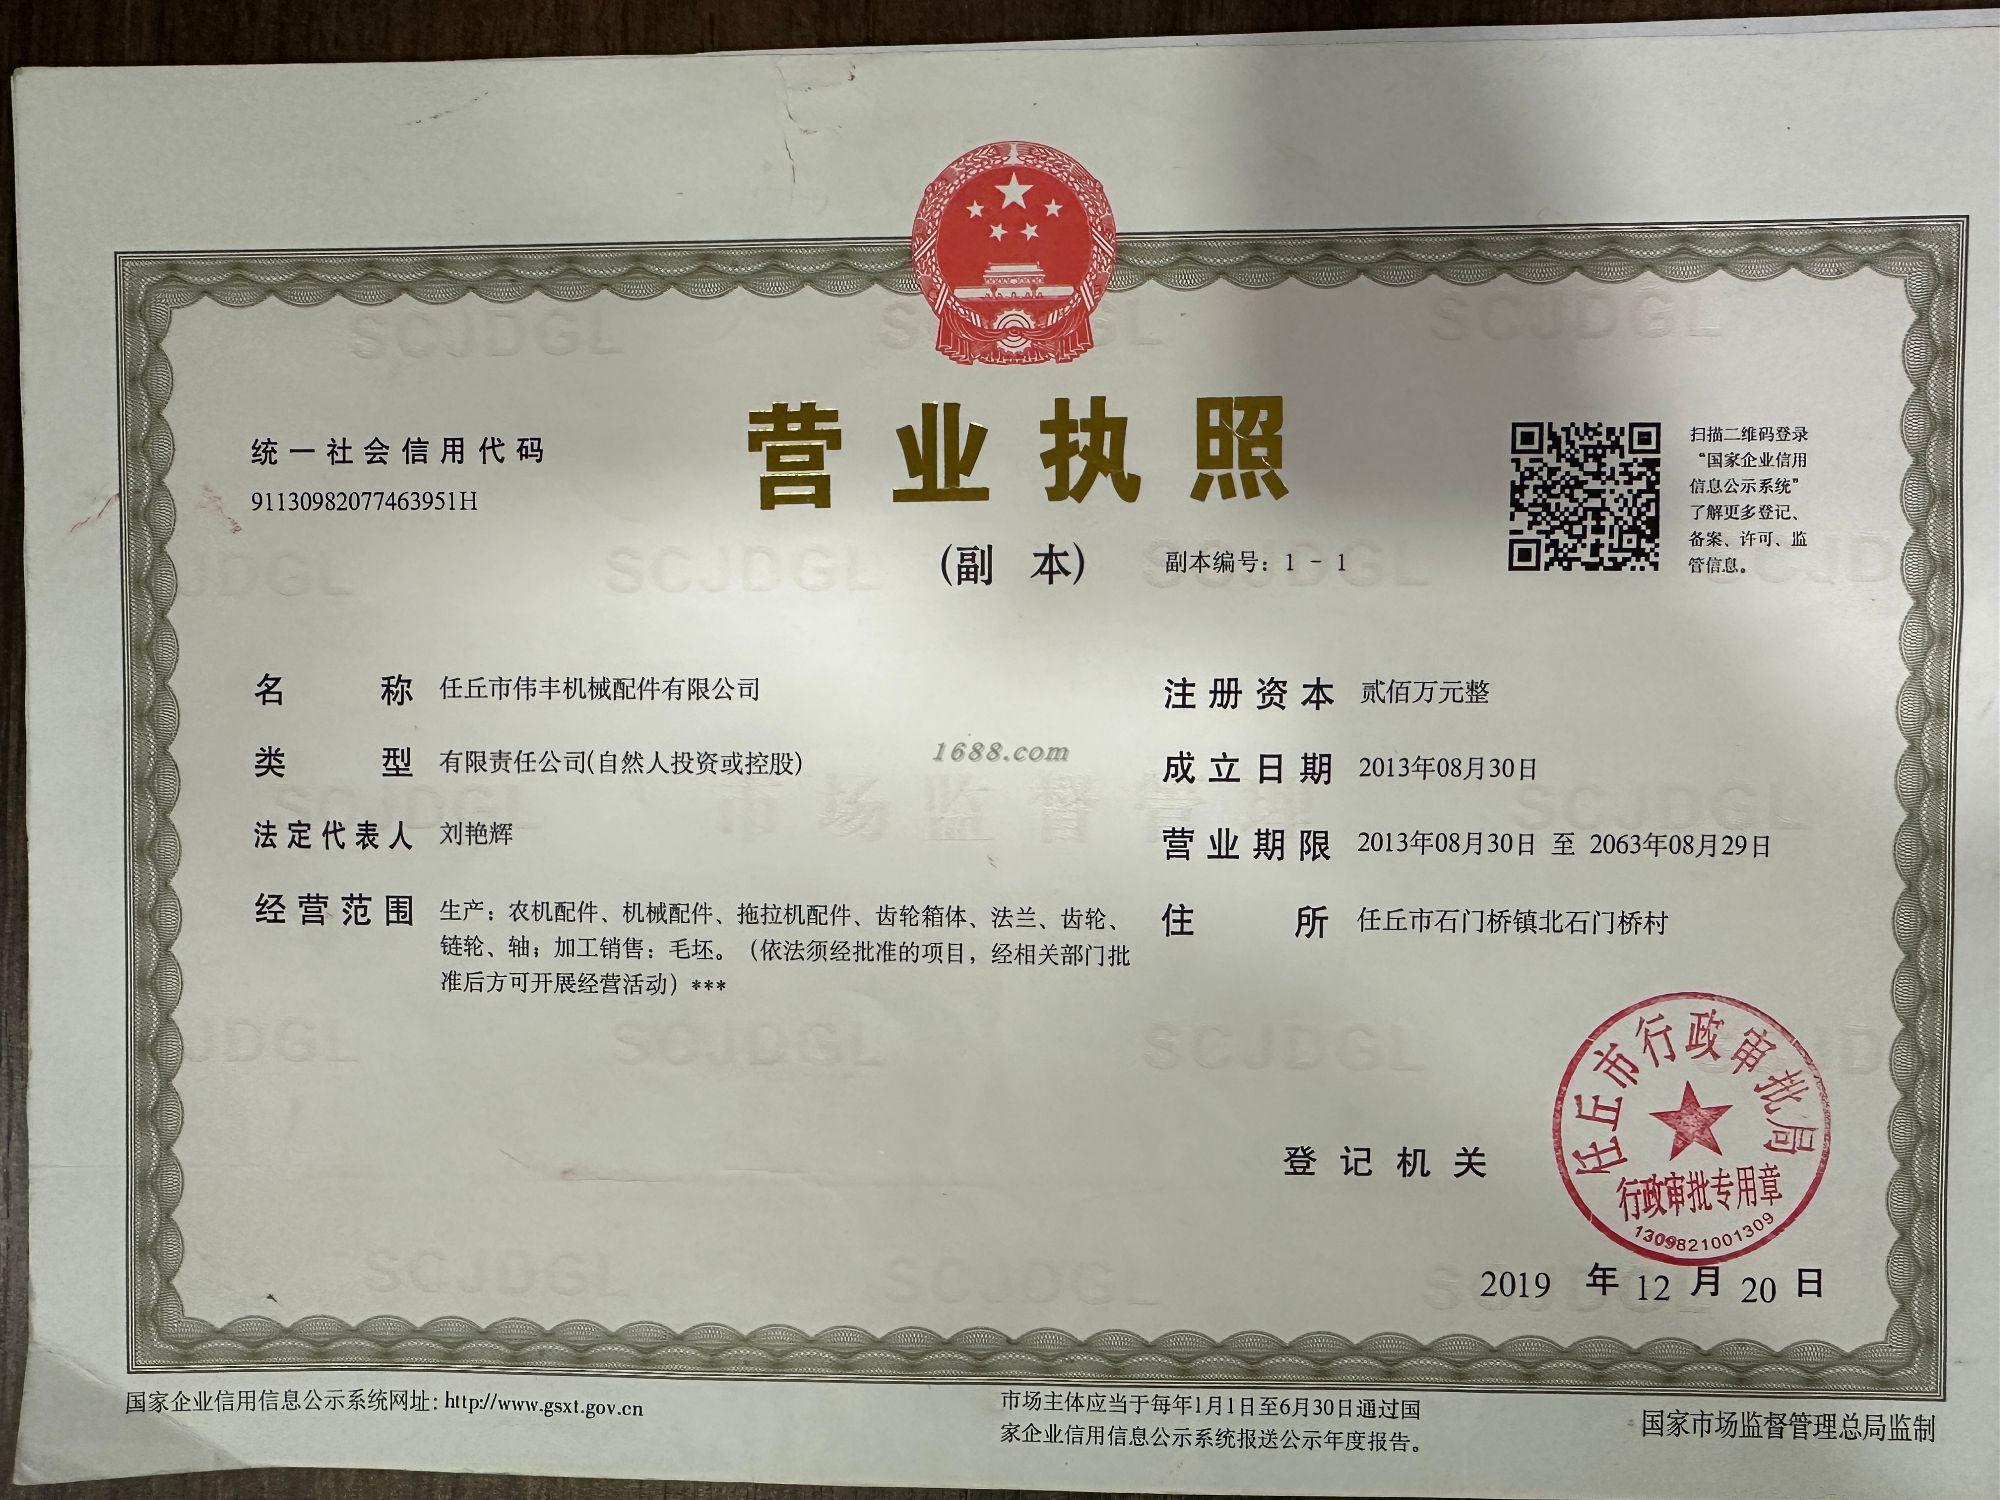 营业执照
(副 本)
副本编号：1 - 1
统一社会信用代码
91130982077463951H
扫描二维码登录
“国家企业信用
信息公示系统”
了解更多登记、
备案、许可、监
管信息。
名 称 任丘市伟丰机械配件有限公司
类 型 有限责任公司(自然人投资或控股)
法定代表人 刘艳辉
经营范围 生产：农机配件、机械配件、拖拉机配件、齿轮箱体、法兰、齿轮、
链轮、轴；加工销售：毛坯。（依法须经批准的项目，经相关部门批
准后方可开展经营活动）***
注册资本 贰佰万元整
成立日期 2013年08月30日
营业期限 2013年08月30日 至 2063年08月29日
住 所 任丘市石门桥镇北石门桥村
1688.com
SCJDGL
市场监督管理
登记机关
任丘市行政审批局
行政审批专用章
1309821001309
2019 年 12 月 20 日
国家企业信用信息公示系统网址：http://www.gsxt.gov.cn
市场主体应当于每年1月1日至6月30日通过国
家企业信用信息公示系统报送公示年度报告。
国家市场监督管理总局监制